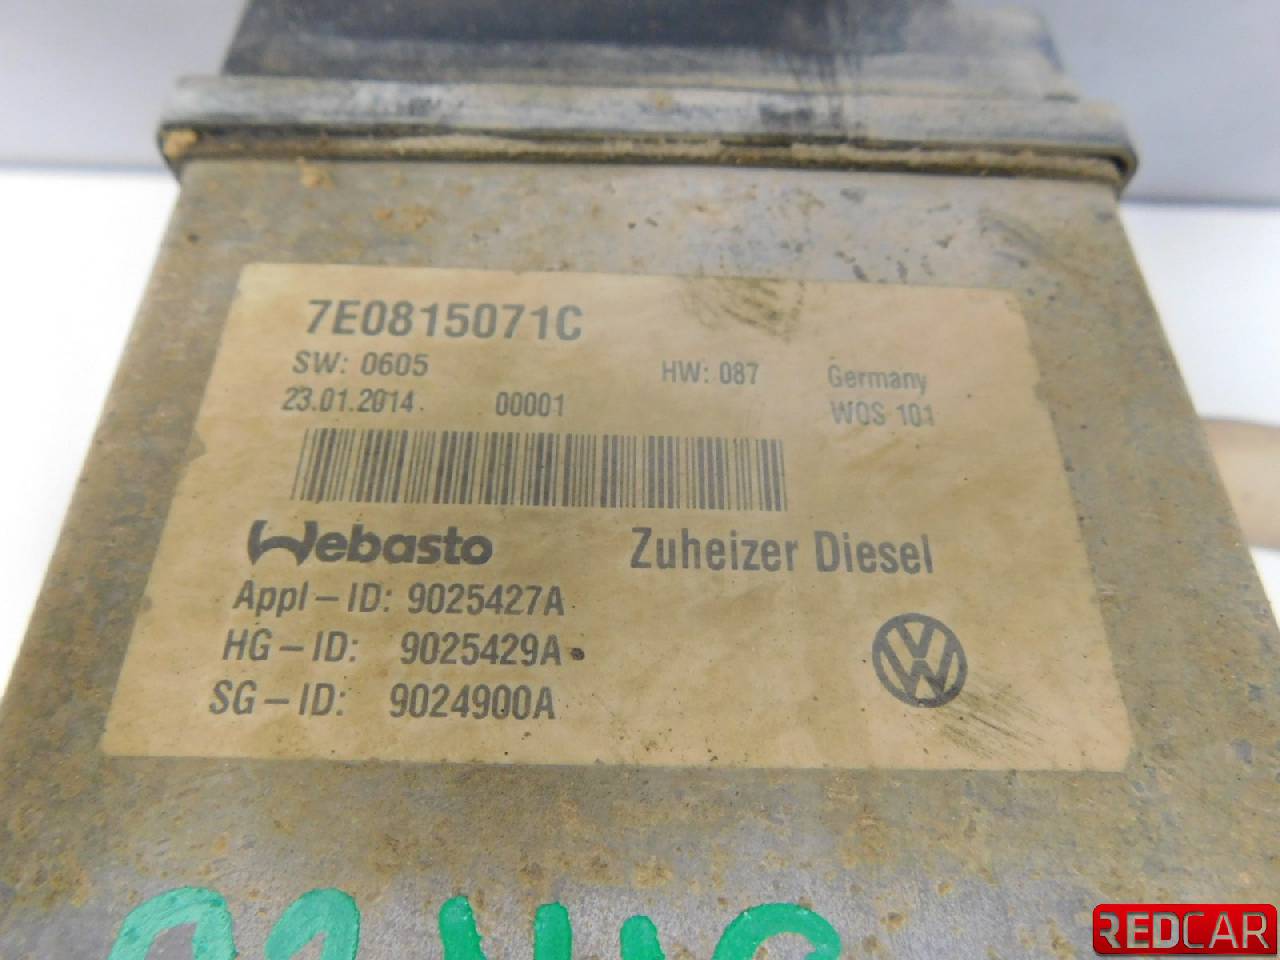 7E0815071C
SW: 0605 HW: 087 Germany
23.01.2014 00001 WOS 101
Webasto Zuheizer Diesel
Appl-ID: 9025427A
HG-ID: 9025429A
SG-ID: 9024900A
REDCAR